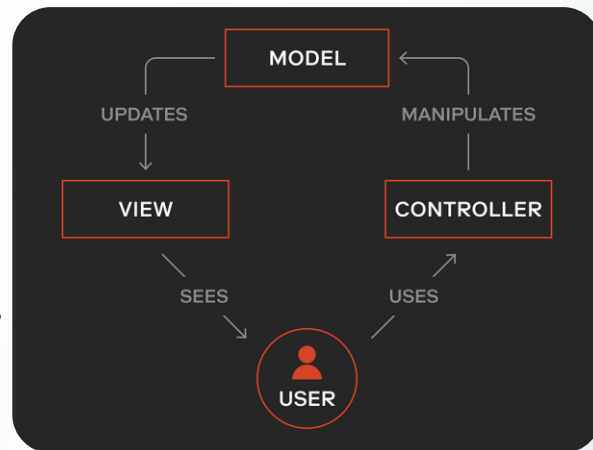 MODEL
UPDATES
MANIPULATES
VIEW
CONTROLLER
SEES
USES
USER